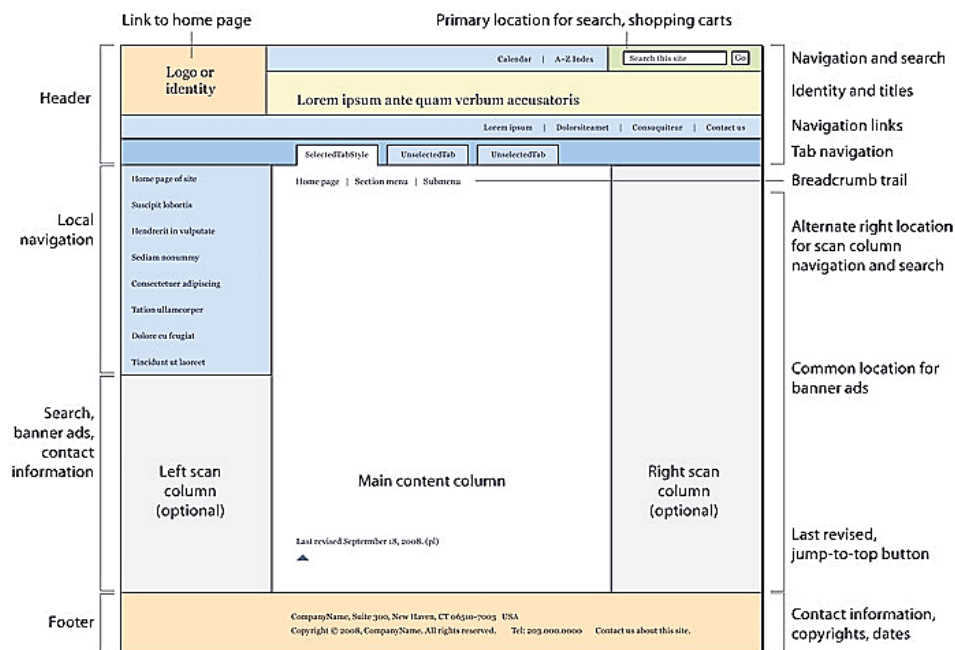 Link to home page
Primary location for search, shopping carts
Header
Logo or
identity
Calendar | A-Z Index
Search this site Go
Navigation and search
Lorem ipsum ante quam verbum accusatoris
Identity and titles
Lorem ipsum | Dolorsiteamet | Consuquiteur | Contact us
Navigation links
SelectedTabStyle UnselectedTab UnselectedTab
Tab navigation
Home page | Section menu | Submenu
Breadcrumb trail
Local
navigation
Home page of site
Suscipit lobortis
Hendrerit in vulputate
Sediam nonummy
Consectetuer adipiscing
Tation ullamcorper
Dolore eu feugiat
Tincidunt ut laoreet
Alternate right location
for scan column
navigation and search
Common location for
banner ads
Search,
banner ads,
contact
information
Left scan
column
(optional)
Main content column
Right scan
column
(optional)
Last revised September 18, 2008. (pl)
Last revised,
jump-to-top button
Footer
CompanyName, Suite 300, New Haven, CT 06510-7003 USA
Copyright © 2008, CompanyName. All rights reserved. Tel: 203.000.0000 Contact us about this site.
Contact information,
copyrights, dates